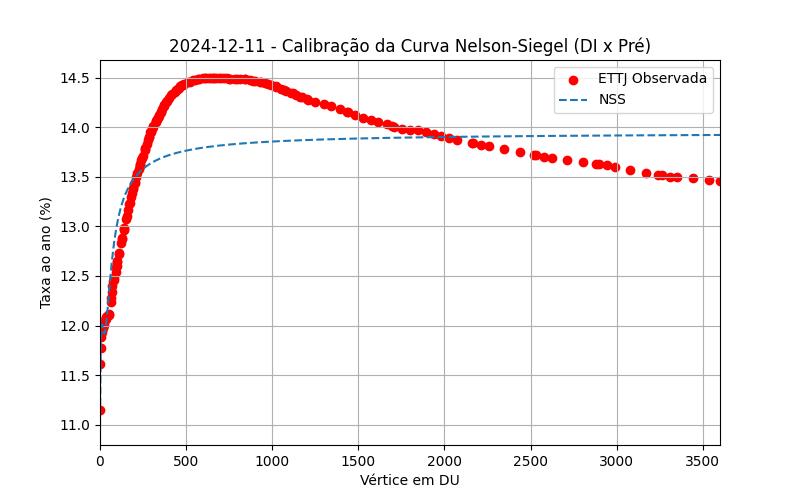 2024-12-11 - Calibração da Curva Nelson-Siegel (DI x Pré)
ETTJ Observada
NSS
Taxa ao ano (%)
14.5
14.0
13.5
13.0
12.5
12.0
11.5
11.0
0 500 1000 1500 2000 2500 3000 3500
Vértice em DU